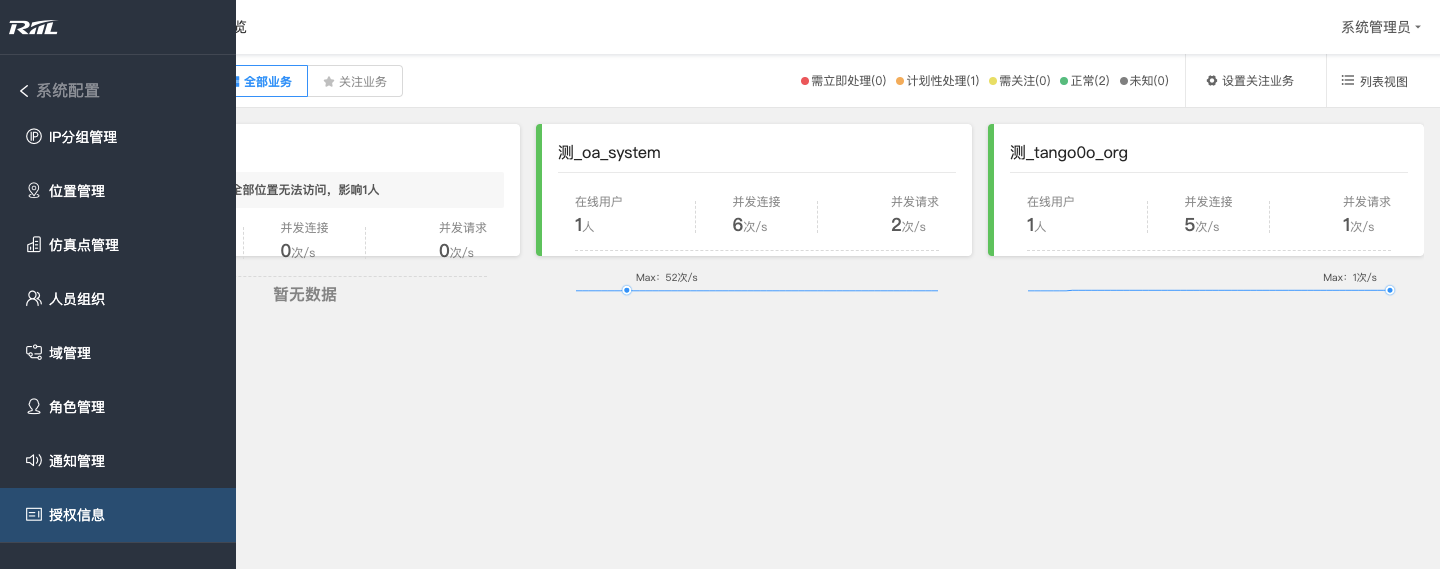 RIIL
览
系统管理员
系统配置
全部业务
关注业务
需立即处理(0)
计划性处理(1)
需关注(0)
正常(2)
未知(0)
设置关注业务
列表视图
IP分组管理
位置管理
仿真点管理
人员组织
域管理
角色管理
通知管理
授权信息
全部位置无法访问，影响1人
并发连接
并发请求
0次/s
0次/s
暂无数据
测_oa_system
在线用户
并发连接
并发请求
1人
6次/s
2次/s
Max：52次/s
测_tango0o_org
在线用户
并发连接
并发请求
1人
5次/s
1次/s
Max：1次/s